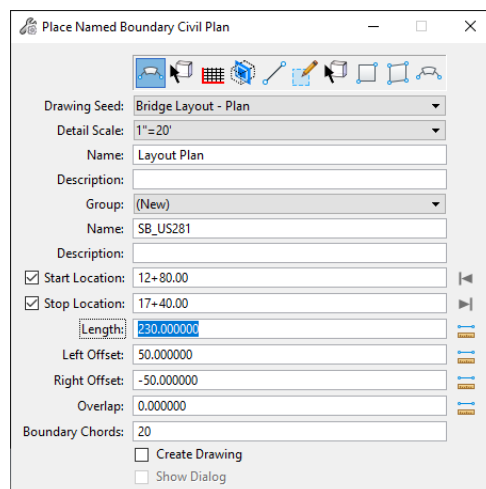 Place Named Boundary Civil Plan
Drawing Seed: Bridge Layout - Plan
Detail Scale: 1"=20'
Name: Layout Plan
Description:
Group: (New)
Name: SB_US281
Description:
Start Location: 12+80.00
Stop Location: 17+40.00
Length: 230.000000
Left Offset: 50.000000
Right Offset: -50.000000
Overlap: 0.000000
Boundary Chords: 20
Create Drawing
Show Dialog